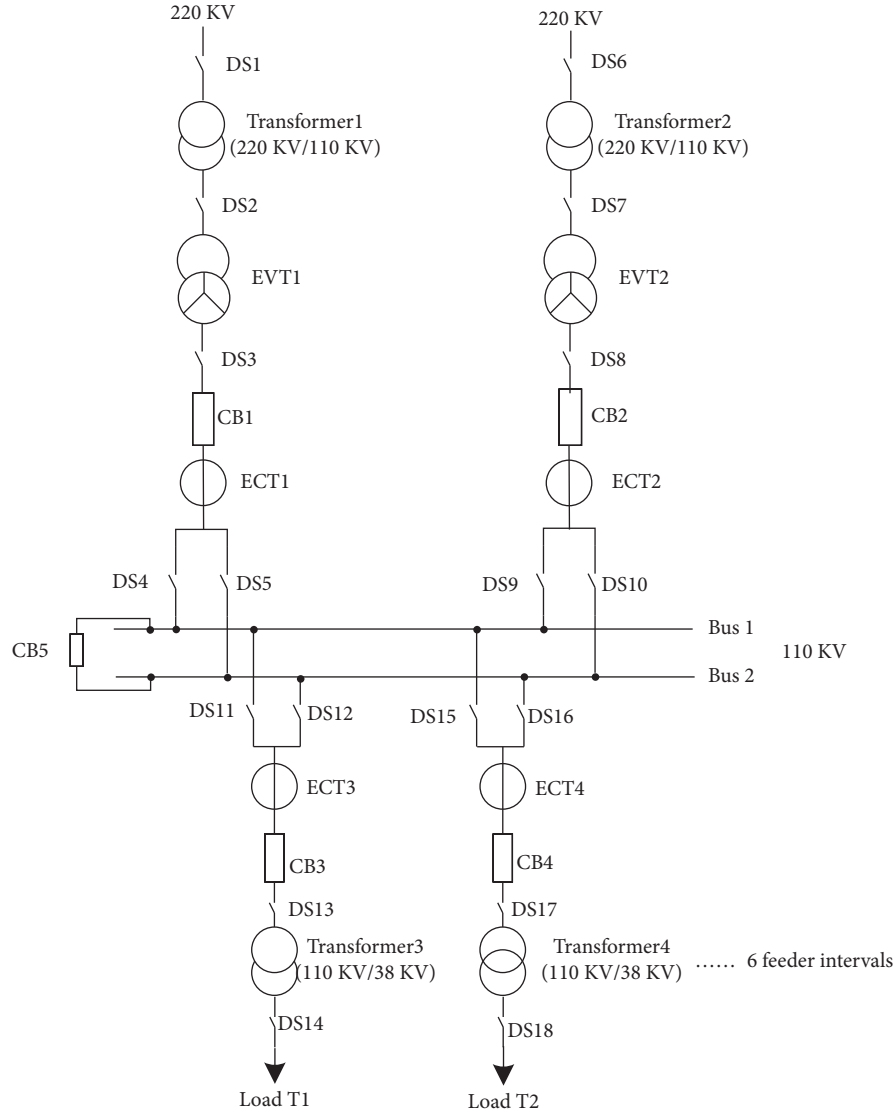 220 KV
220 KV
DS1
DS6
Transformer1
(220 KV/110 KV)
Transformer2
(220 KV/110 KV)
DS2
DS7
EVT1
EVT2
DS3
DS8
CB1
CB2
ECT1
ECT2
DS4
DS5
DS9
DS10
CB5
Bus 1
110 KV
Bus 2
DS11
DS12
DS15
DS16
ECT3
ECT4
CB3
CB4
DS13
DS17
Transformer3
(110 KV/38 KV)
Transformer4
(110 KV/38 KV)
...... 6 feeder intervals
DS14
DS18
Load T1
Load T2